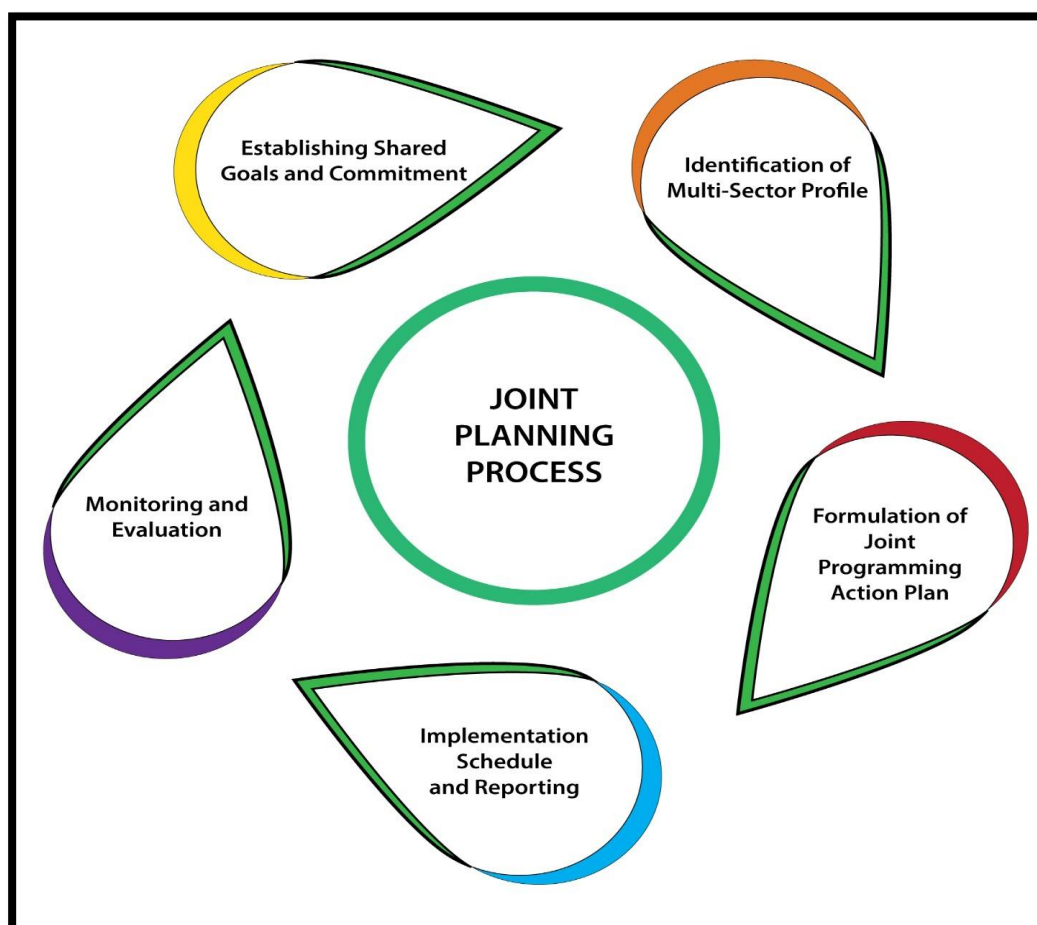 Establishing Shared
Goals and Commitment
Identification of
Multi-Sector Profile
JOINT
PLANNING
PROCESS
Formulation of
Joint
Programming
Action Plan
Implementation
Schedule
and Reporting
Monitoring and
Evaluation